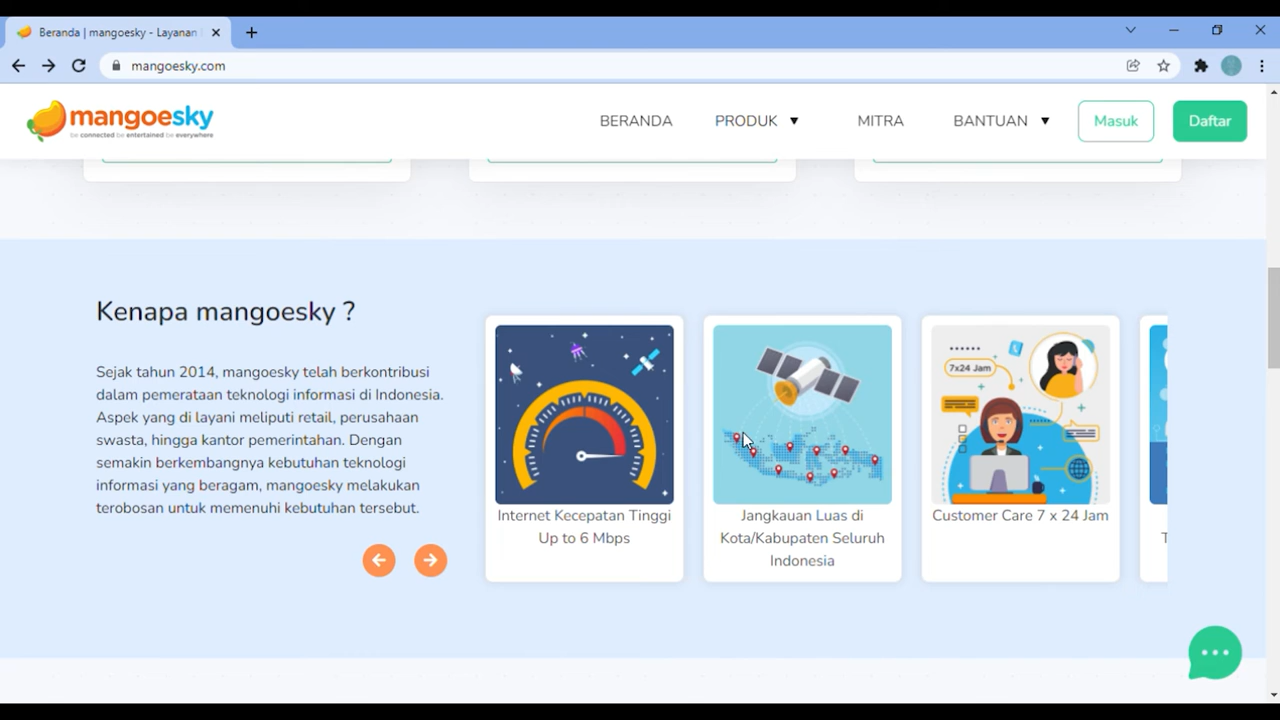 Beranda | mangoesky - Layanan
mangoesky.com
mangoesky
be connected be entertained be everywhere
BERANDA
PRODUK
MITRA
BANTUAN
Masuk
Daftar
Kenapa mangoesky ?
Sejak tahun 2014, mangoesky telah berkontribusi
dalam pemerataan teknologi informasi di Indonesia.
Aspek yang di layani meliputi retail, perusahaan
swasta, hingga kantor pemerintahan. Dengan
semakin berkembangnya kebutuhan teknologi
informasi yang beragam, mangoesky melakukan
terobosan untuk memenuhi kebutuhan tersebut.
Internet Kecepatan Tinggi
Up to 6 Mbps
Jangkauan Luas di
Kota/Kabupaten Seluruh
Indonesia
7x24 Jam
Customer Care 7 x 24 Jam